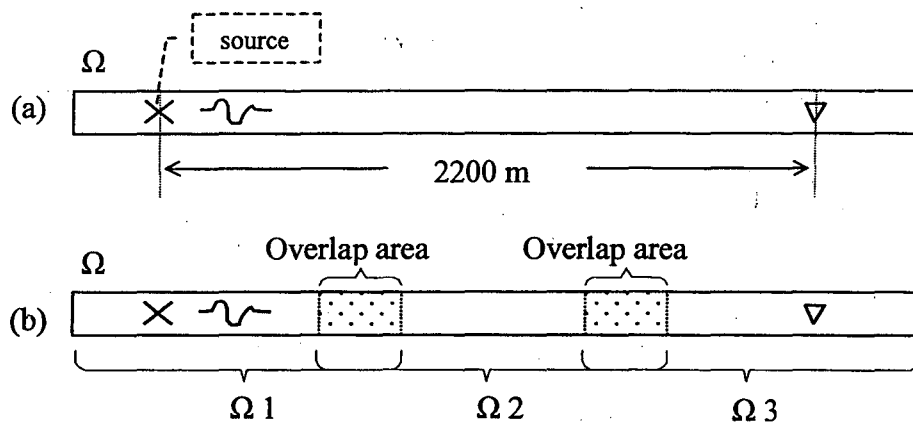 source
Ω
(a)
2200 m
Overlap area Overlap area
Ω
(b)
Ω 1 Ω 2 Ω 3